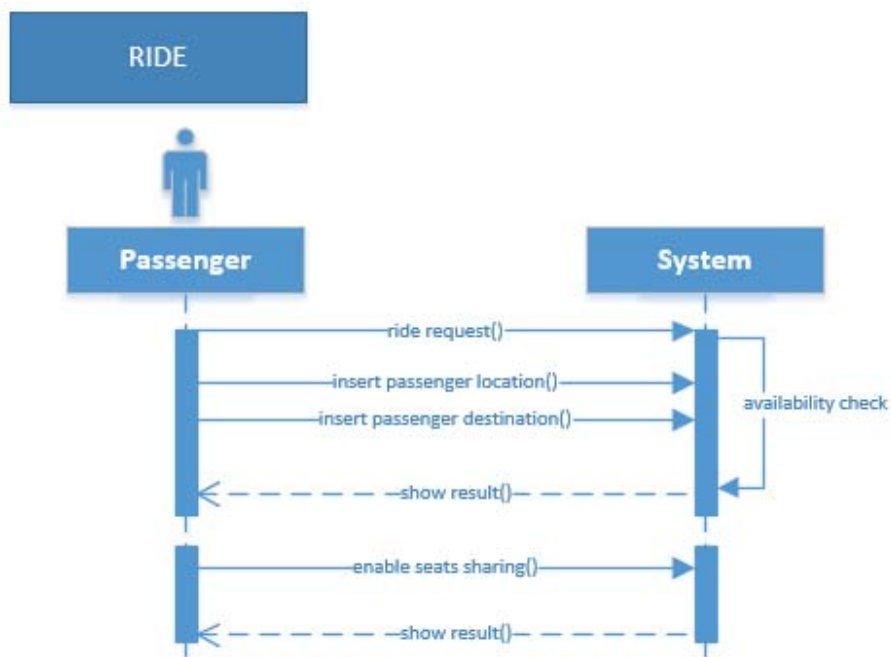 RIDE
Passenger
System
ride request()
insert passenger location()
availability check
insert passenger destination()
show result()
enable seats sharing()
show result()